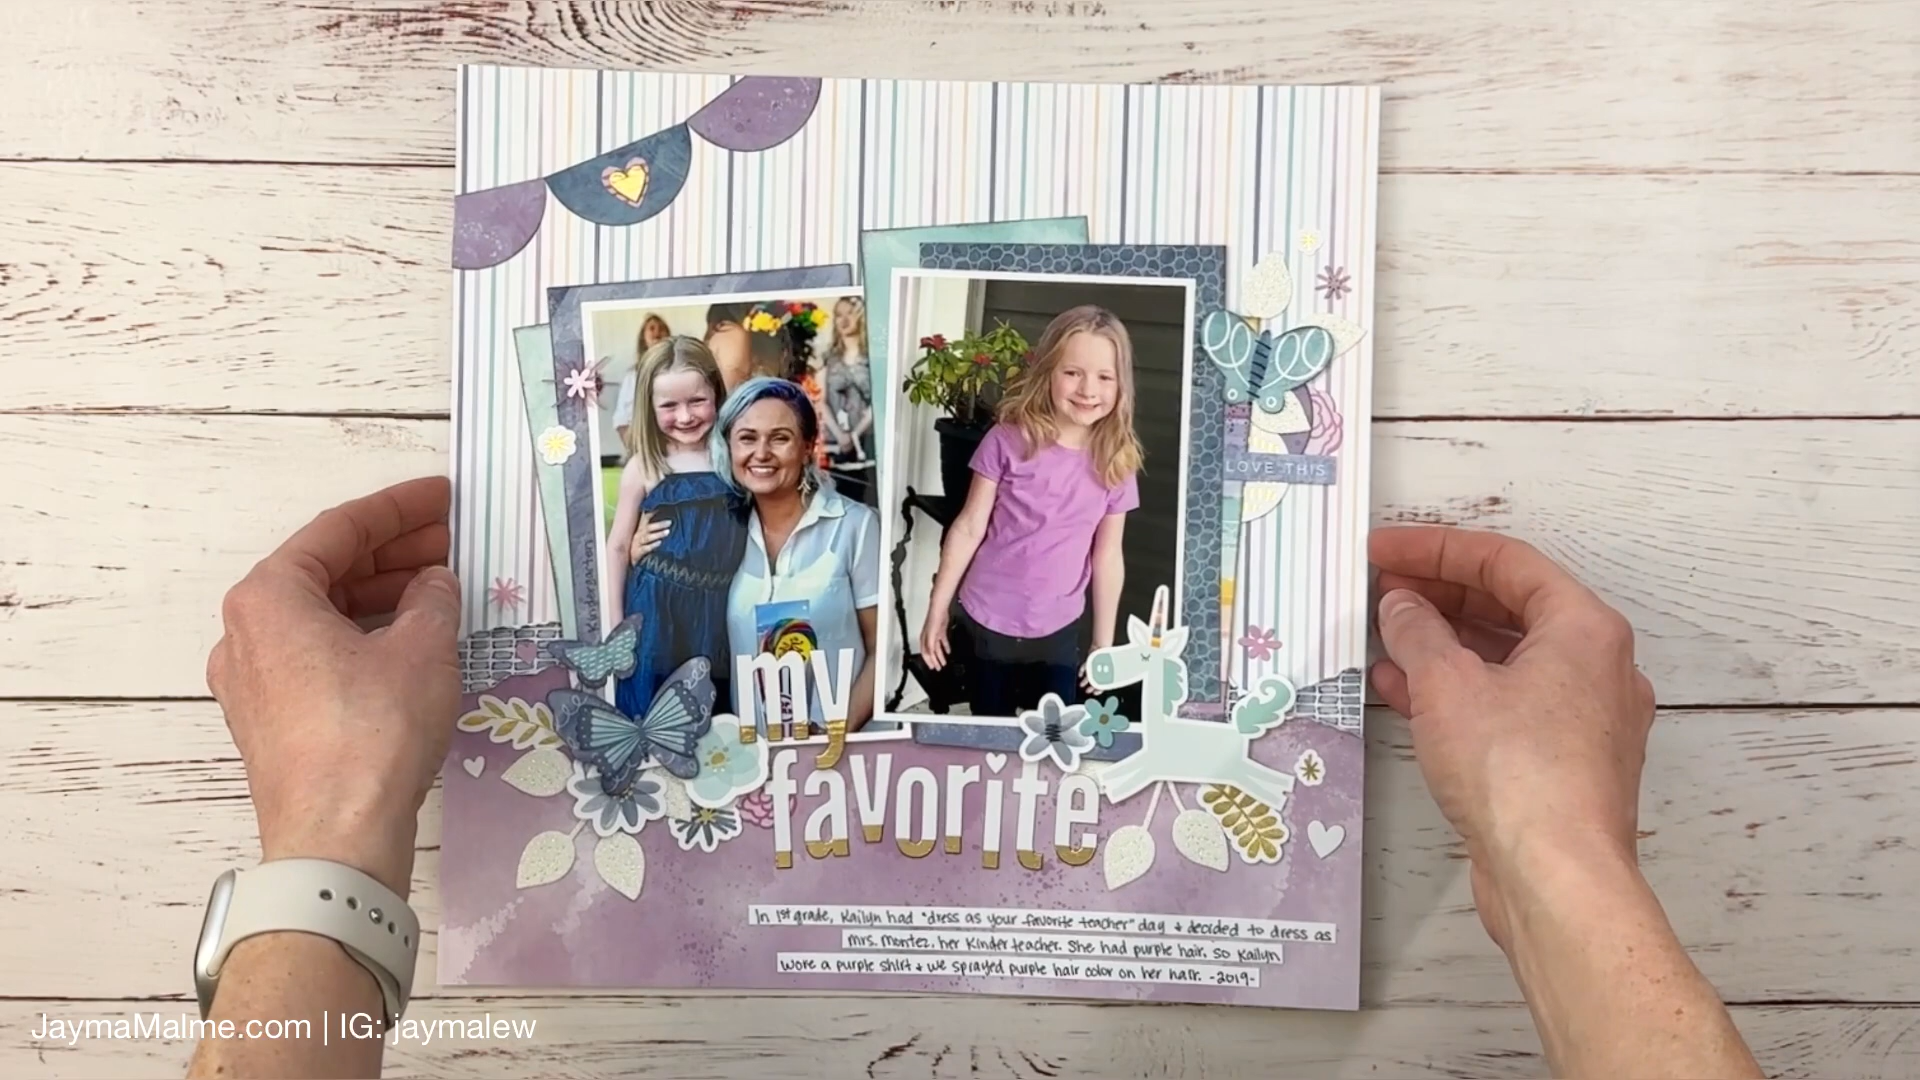 Kindergarten
LOVE THIS
my
favorite
In 1st grade, Kailyn had "dress as your favorite teacher" day + decided to dress as
Mrs. Montez, her Kinder teacher. She had purple hair, so Kailyn
wore a purple shirt + we sprayed purple hair color on her hair. -2019-
JaymaMalme.com | IG: jaymalew